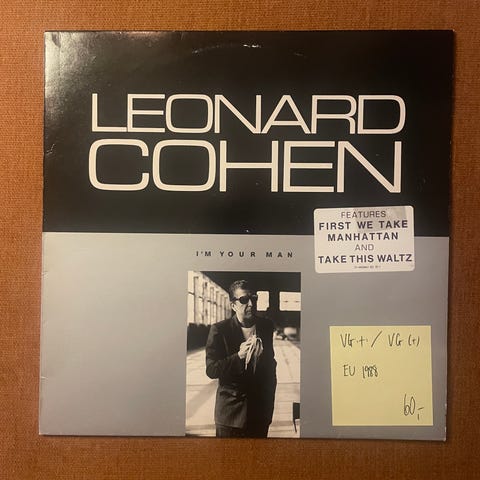 LEONARD
COHEN
FEATURES
FIRST WE TAKE
MANHATTAN
AND
TAKE THIS WALTZ
I'M YOUR MAN
VG+ / VG(+)
EU 1988
60,-